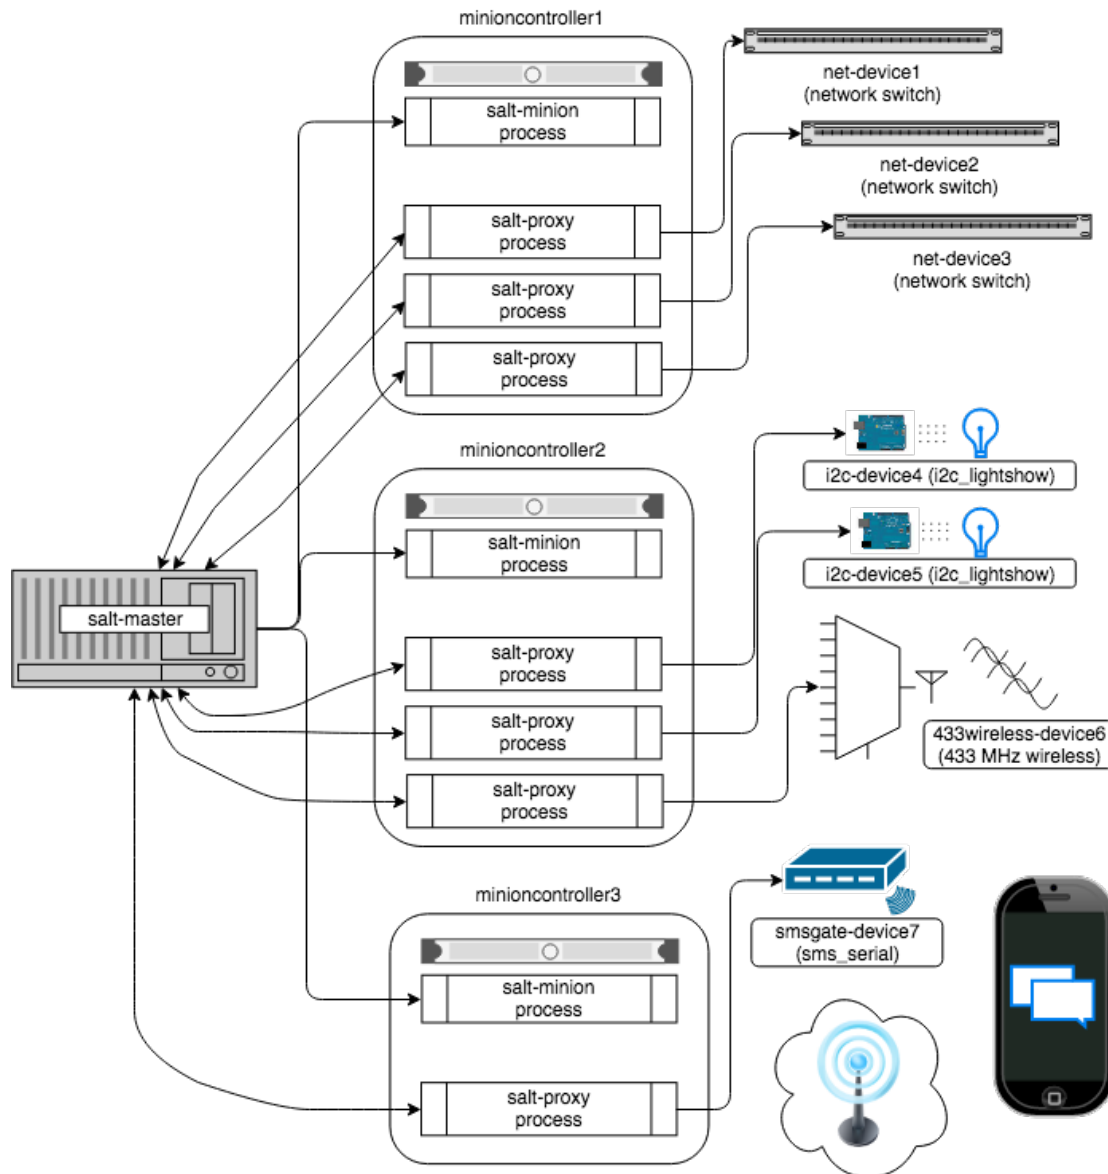 minioncontroller1
salt-minion
process
salt-proxy
process
salt-proxy
process
salt-proxy
process
net-device1
(network switch)
net-device2
(network switch)
net-device3
(network switch)
salt-master
minioncontroller2
salt-minion
process
salt-proxy
process
salt-proxy
process
salt-proxy
process
i2c-device4 (i2c_lightshow)
i2c-device5 (i2c_lightshow)
433wireless-device6
(433 MHz wireless)
minioncontroller3
salt-minion
process
salt-proxy
process
smsgate-device7
(sms_serial)